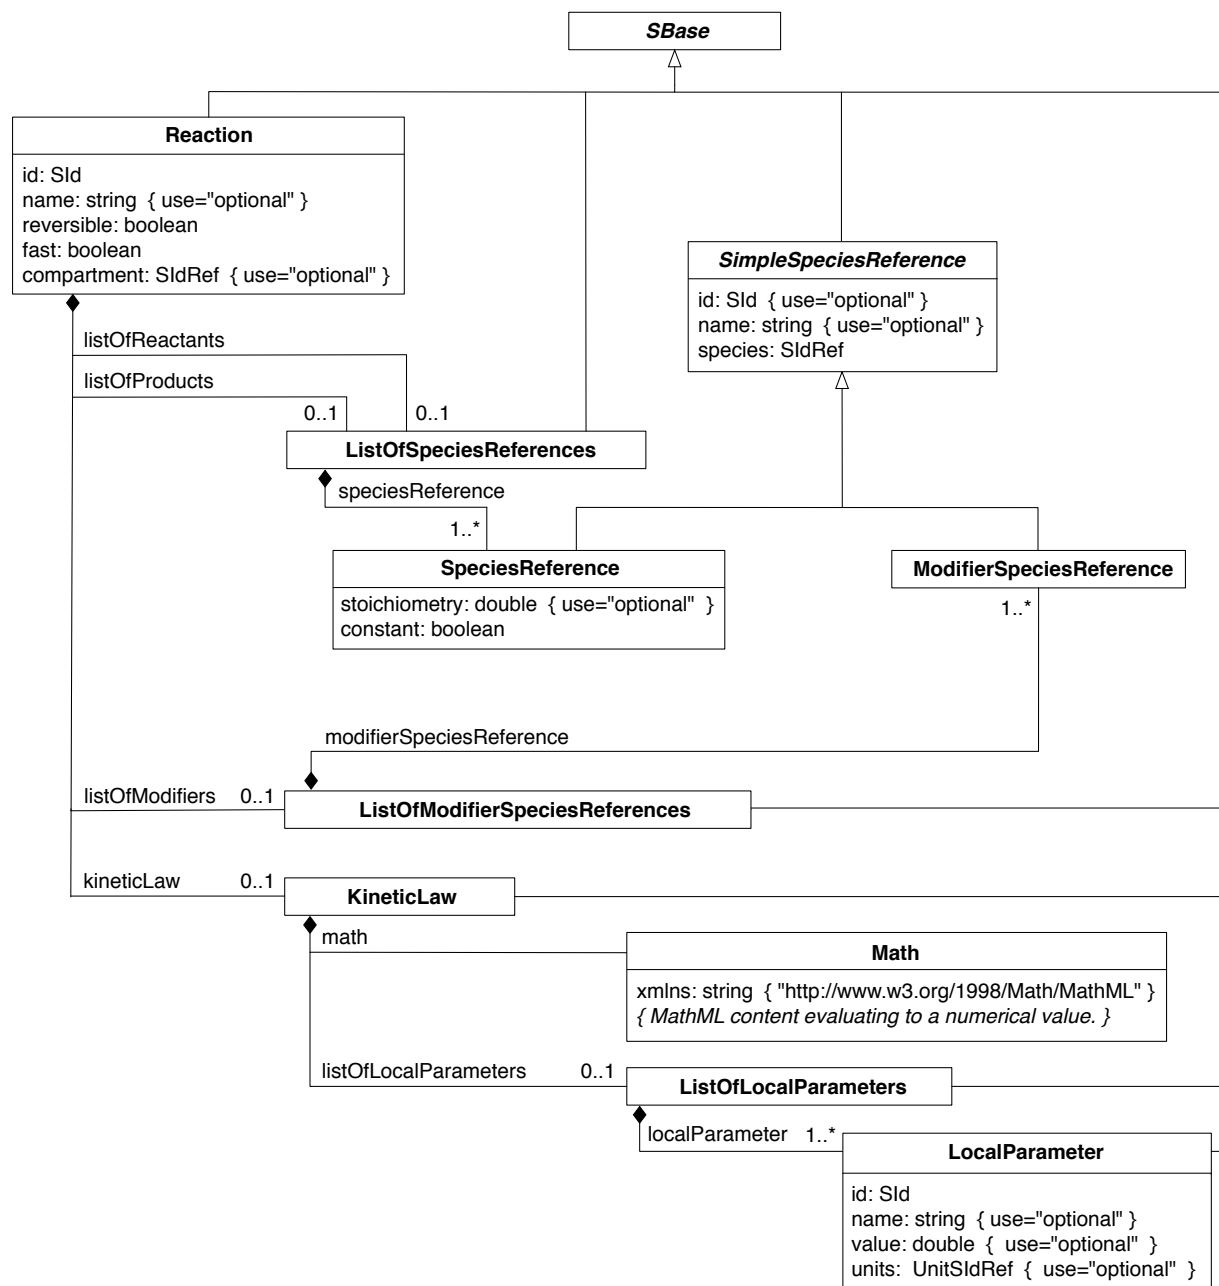 SBase
Reaction
id: SId
name: string { use="optional" }
reversible: boolean
fast: boolean
compartment: SIdRef { use="optional" }
SimpleSpeciesReference
id: SId { use="optional" }
name: string { use="optional" }
species: SIdRef
listOfReactants
listOfProducts
0..1 0..1
ListOfSpeciesReferences
speciesReference
1..*
SpeciesReference
stoichiometry: double { use="optional" }
constant: boolean
ModifierSpeciesReference
1..*
modifierSpeciesReference
listOfModifiers 0..1
ListOfModifierSpeciesReferences
kineticLaw 0..1
KineticLaw
math
Math
xmlns: string { "http://www.w3.org/1998/Math/MathML" }
{ MathML content evaluating to a numerical value. }
listOfLocalParameters 0..1
ListOfLocalParameters
localParameter 1..*
LocalParameter
id: SId
name: string { use="optional" }
value: double { use="optional" }
units: UnitSIdRef { use="optional" }